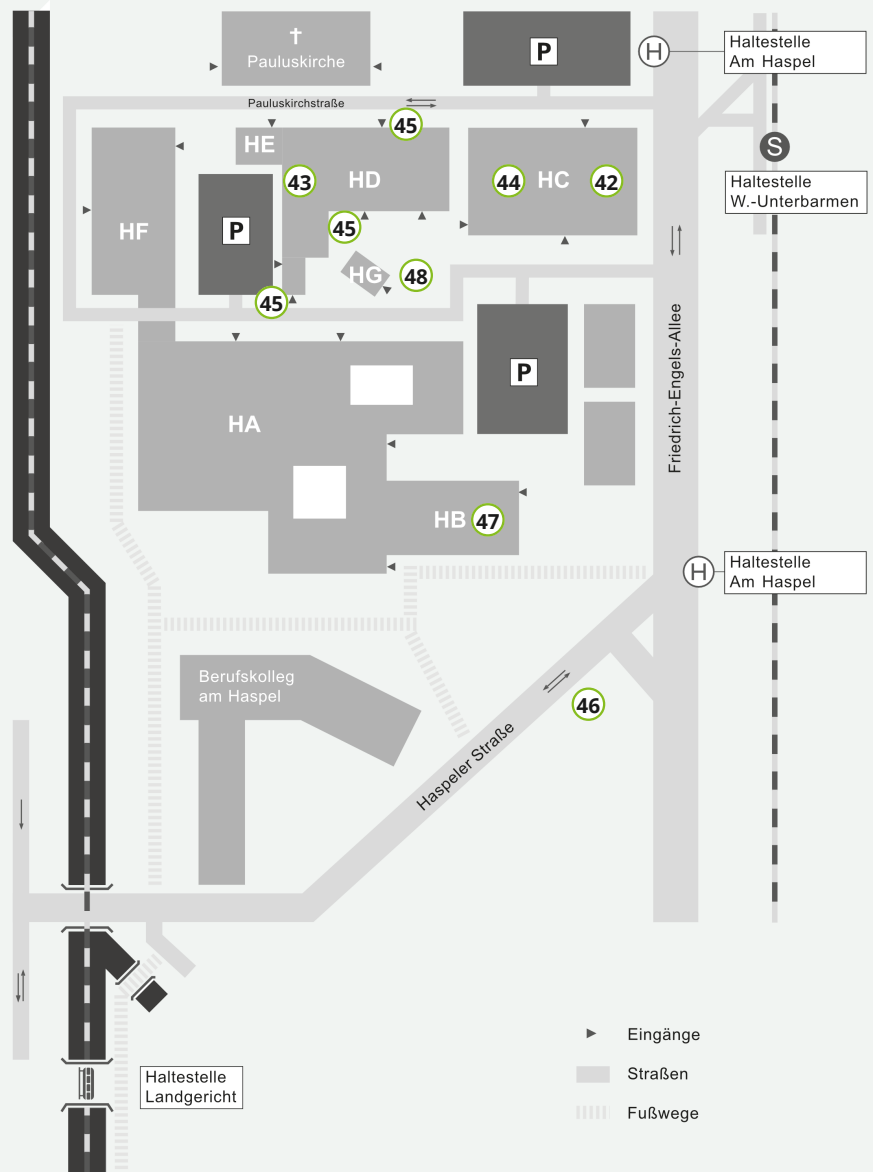 Pauluskirche
P
H
Haltestelle
Am Haspel
Pauluskirchstraße
45
HE
43
HD
44
HC
42
S
Haltestelle
W.-Unterbarmen
HF
P
45
HG
48
45
Friedrich-Engels-Allee
P
HA
HB
47
H
Haltestelle
Am Haspel
Berufskolleg
am Haspel
46
Haspeler Straße
Eingänge
Straßen
Fußwege
Haltestelle
Landgericht